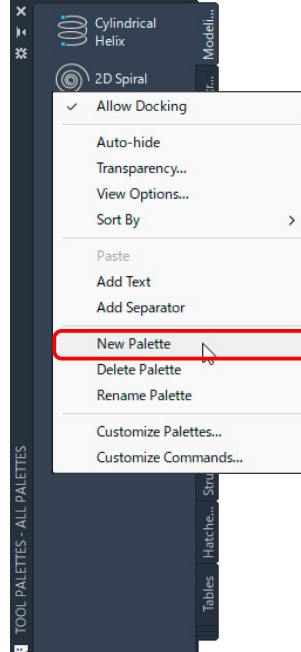 Cylindrical
Helix
2D Spiral
Modeli...
Allow Docking
Auto-hide
Transparency...
View Options...
Sort By
Paste
Add Text
Add Separator
New Palette
Delete Palette
Rename Palette
Customize Palettes...
Customize Commands...
Hatche...
Tables
TOOL PALETTES - ALL PALETTES